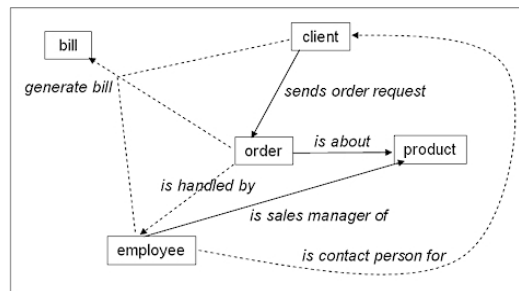 client
bill
generate bill
sends order request
order
is about
product
is handled by
is sales manager of
employee
is contact person for